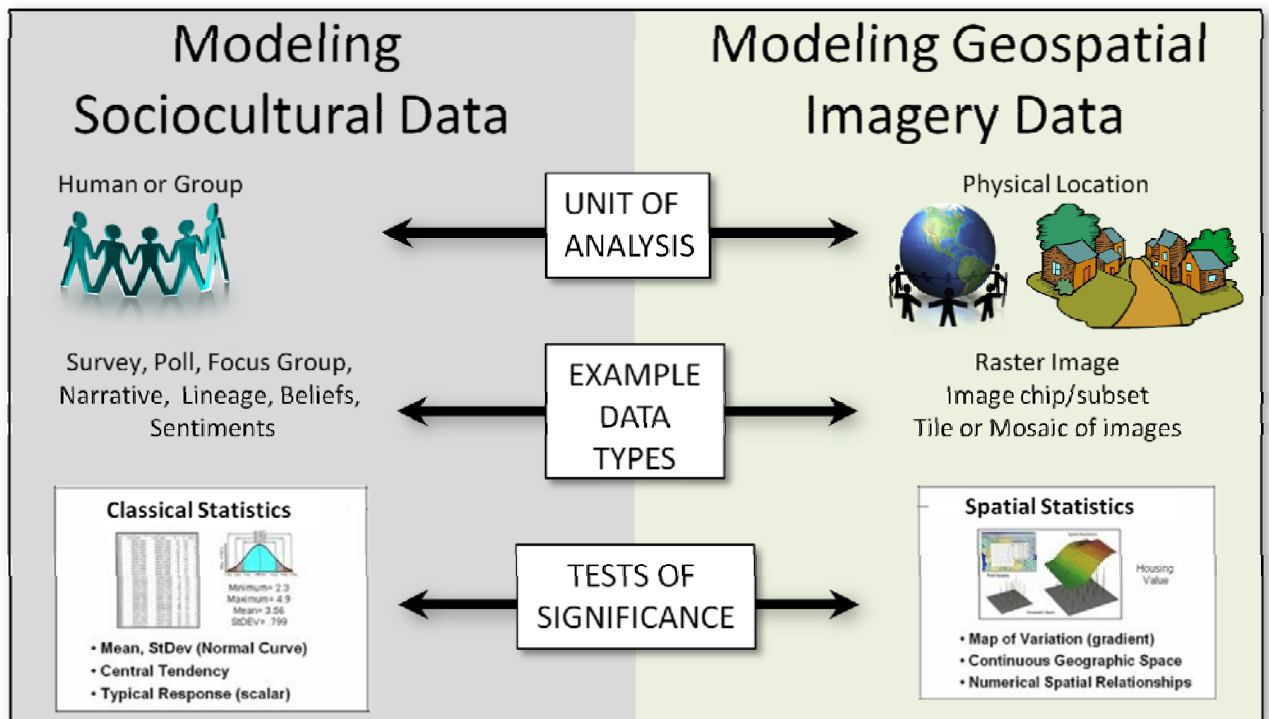 Modeling
Sociocultural Data
Modeling Geospatial
Imagery Data
Human or Group
UNIT OF
ANALYSIS
Physical Location
Survey, Poll, Focus Group,
Narrative, Lineage, Beliefs,
Sentiments
EXAMPLE
DATA
TYPES
Raster Image
Image chip/subset
Tile or Mosaic of images
Classical Statistics
Minimum= 2.3
Maximum= 4.9
Mean= 3.56
StDEV= .799
• Mean, StDev (Normal Curve)
• Central Tendency
• Typical Response (scalar)
TESTS OF
SIGNIFICANCE
Spatial Statistics
Housing
Value
• Map of Variation (gradient)
• Continuous Geographic Space
• Numerical Spatial Relationships